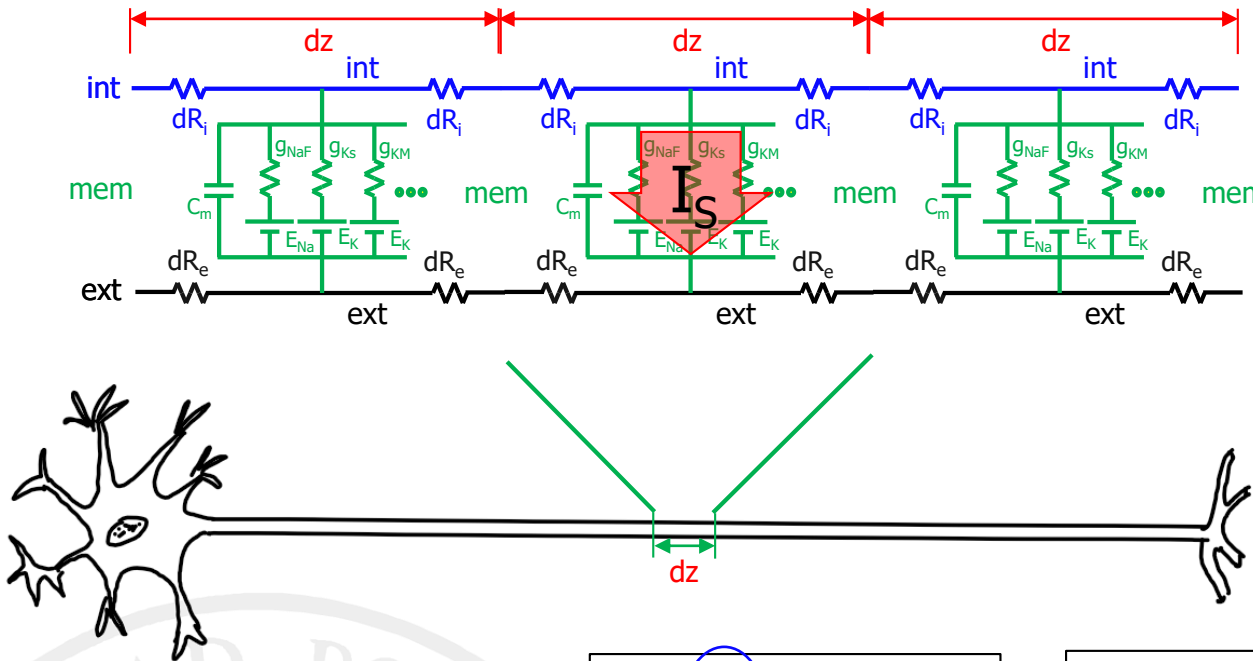 dz dz dz
int int int int
dRi dRi dRi dRi dRi dRi
gNaF gKs gKM gNaF gKs gKM gNaF gKs gKM
mem mem mem mem
Cm Cm Cm
IS
ENa EK EK ENa EK EK ENa EK EK
dRe dRe dRe dRe dRe dRe
ext ext ext ext
dz